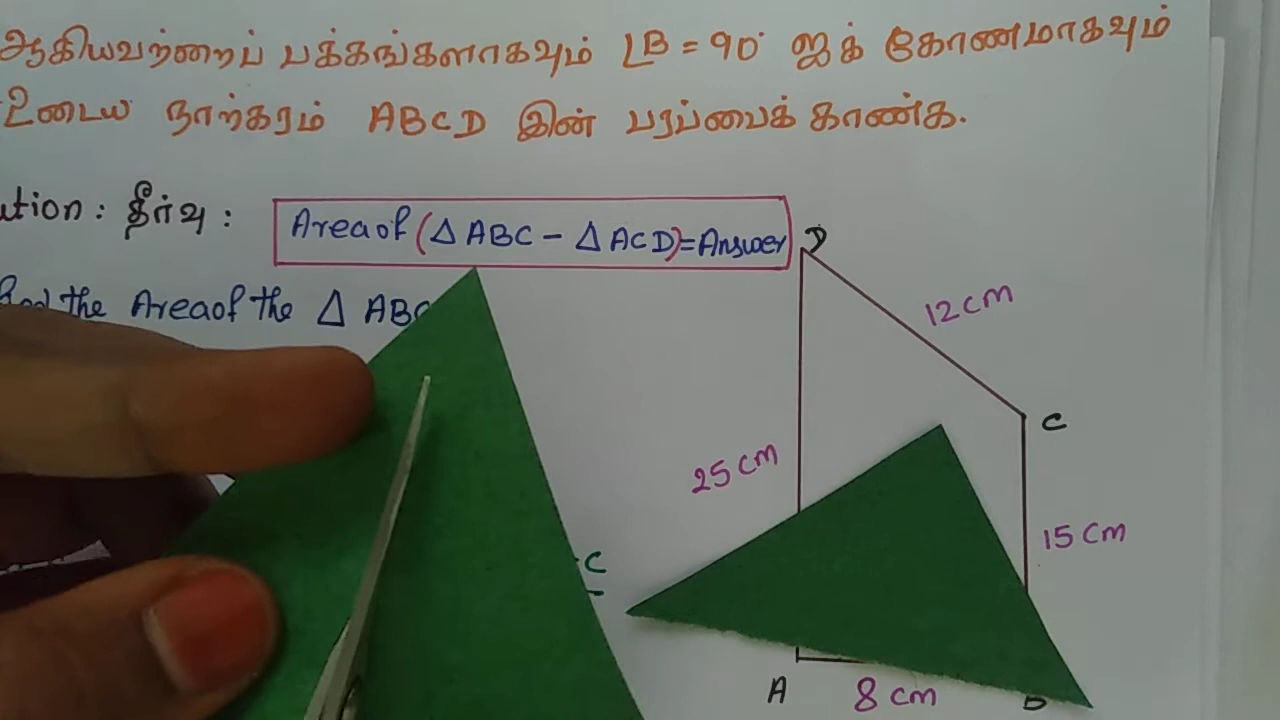 ஆகியவற்றைப் பக்கங்களாகவும் ∠B = 90° ஐக் கோணமாகவும்
உடைய நாற்கரம் ABCD இன் பரப்பைக் காண்க.
ution: தீர்வு:
Area of (Δ ABC - Δ ACD) = Answer
the Area of the Δ ABC
D
12 cm
C
25 cm
15 cm
C
A
8 cm